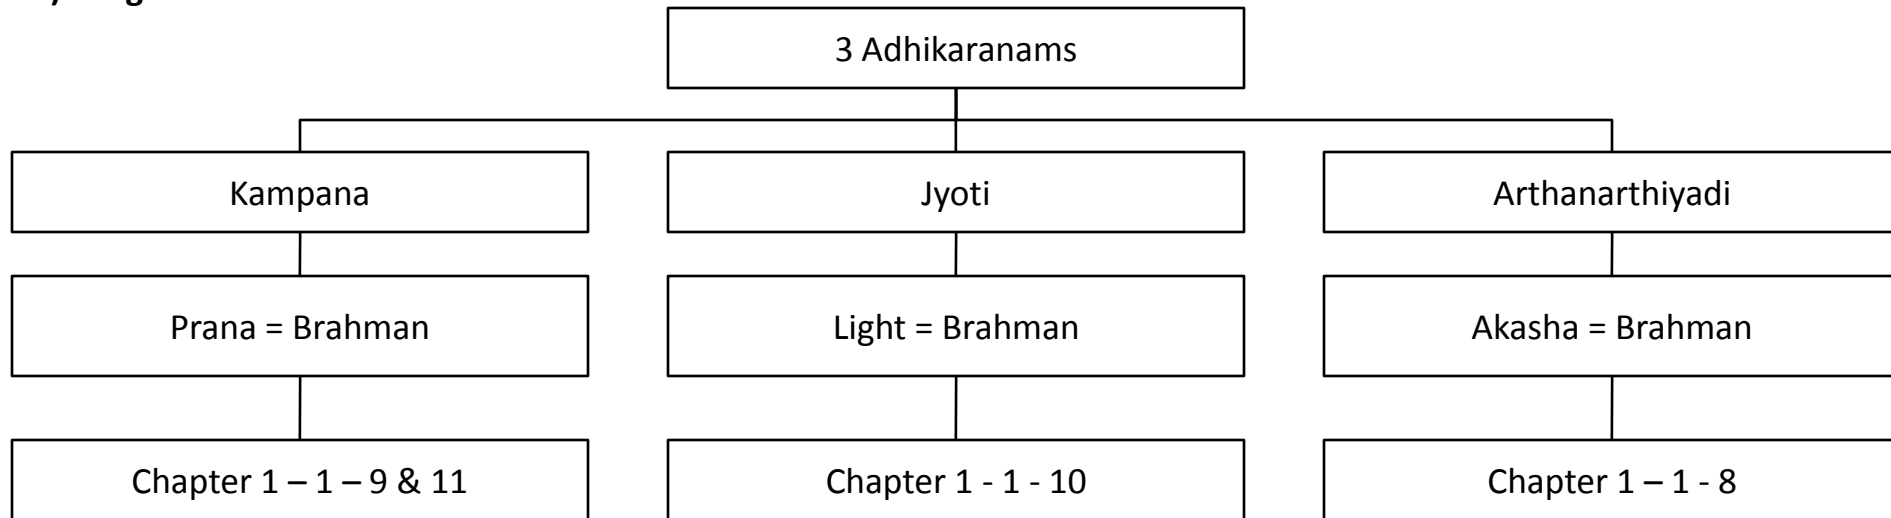 3 Adhikaranams
Kampana
Jyoti
Arthanarthiyadi
Prana = Brahman
Light = Brahman
Akasha = Brahman
Chapter 1 – 1 – 9 & 11
Chapter 1 - 1 - 10
Chapter 1 – 1 - 8